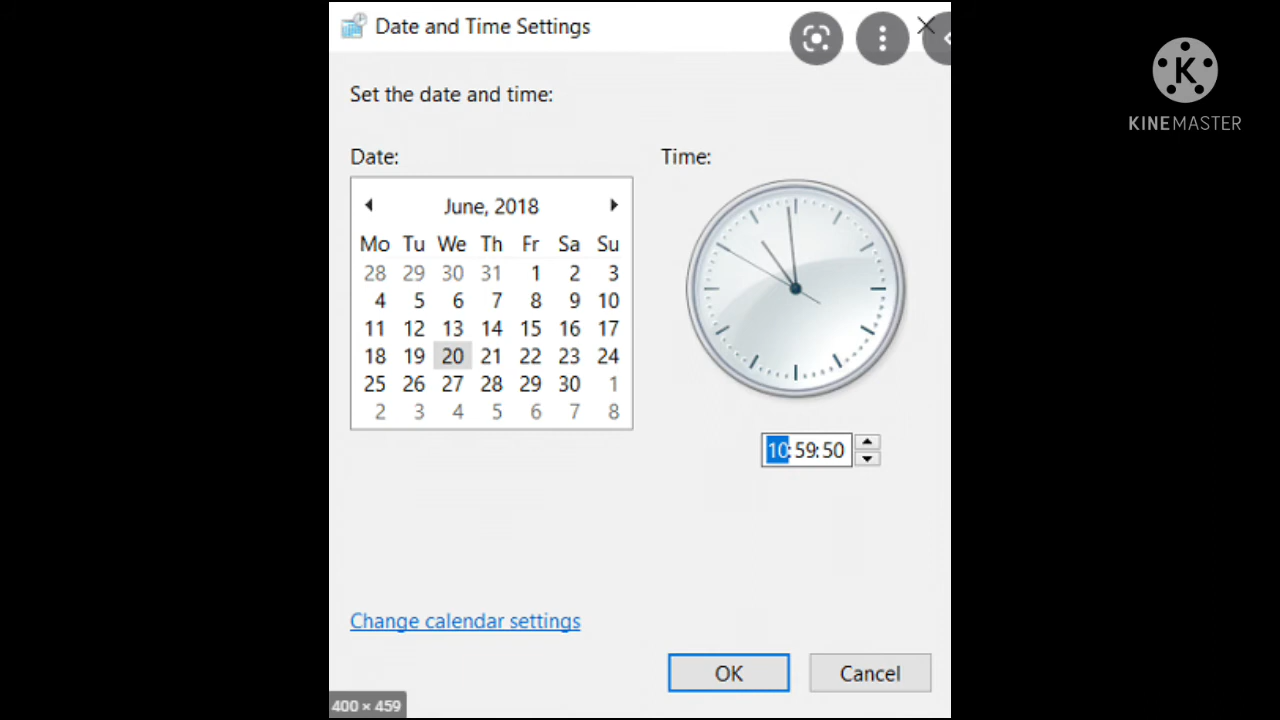 Date and Time Settings
K
KINEMASTER
Set the date and time:
Date:
Time:
June, 2018
Mo Tu We Th Fr Sa Su
28 29 30 31 1 2 3
4 5 6 7 8 9 10
11 12 13 14 15 16 17
18 19 20 21 22 23 24
25 26 27 28 29 30 1
2 3 4 5 6 7 8
10:59:50
Change calendar settings
OK
Cancel
400 × 459